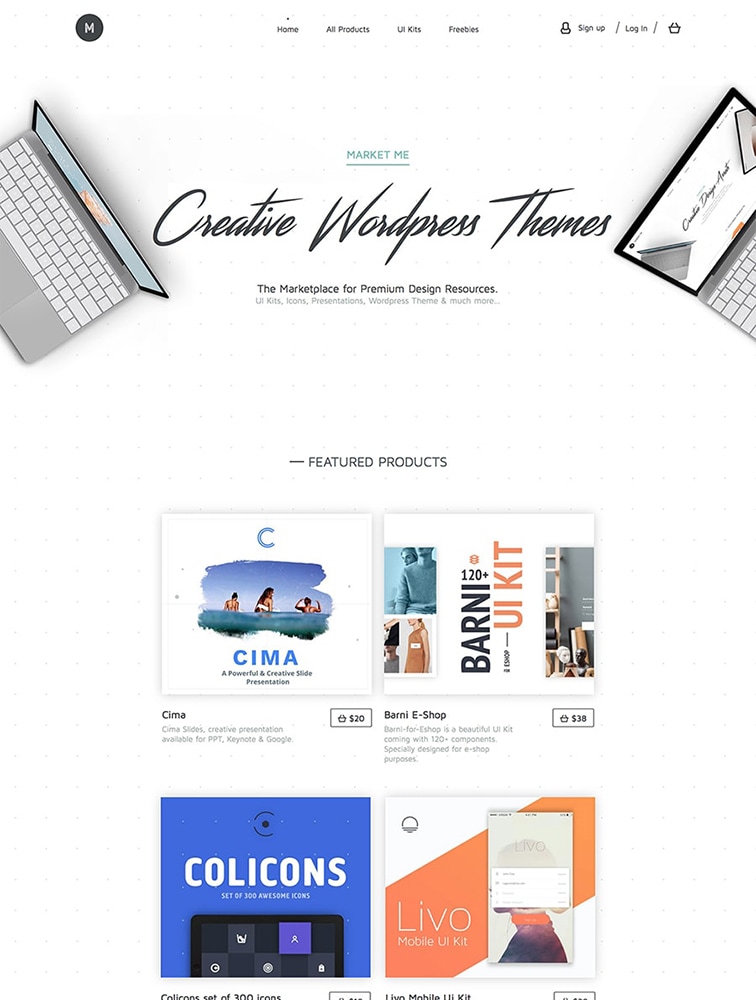 M
Home
All Products
UI Kits
Freebies
Sign up / Log In /
MARKET ME
Creative Wordpress Themes
The Marketplace for Premium Design Resources.
UI Kits, Icons, Presentations, Wordpress Theme & much more...
— FEATURED PRODUCTS
C
CIMA
A Powerful & Creative Slide
Presentation
120+
BARNI
UI KIT
ESHOP
Cima
$20
Cima Slides, creative presentation
available for PPT, Keynote & Google.
Barni E-Shop
$38
Barni-for-Eshop is a beautiful UI Kit
coming with 120+ components.
Specially designed for e-shop
purposes.
COLICONS
SET OF 300 AWESOME ICONS
Livo
Livo
Mobile UI Kit
Colicons set of 300 icons
Livo Mobile Ui Kit